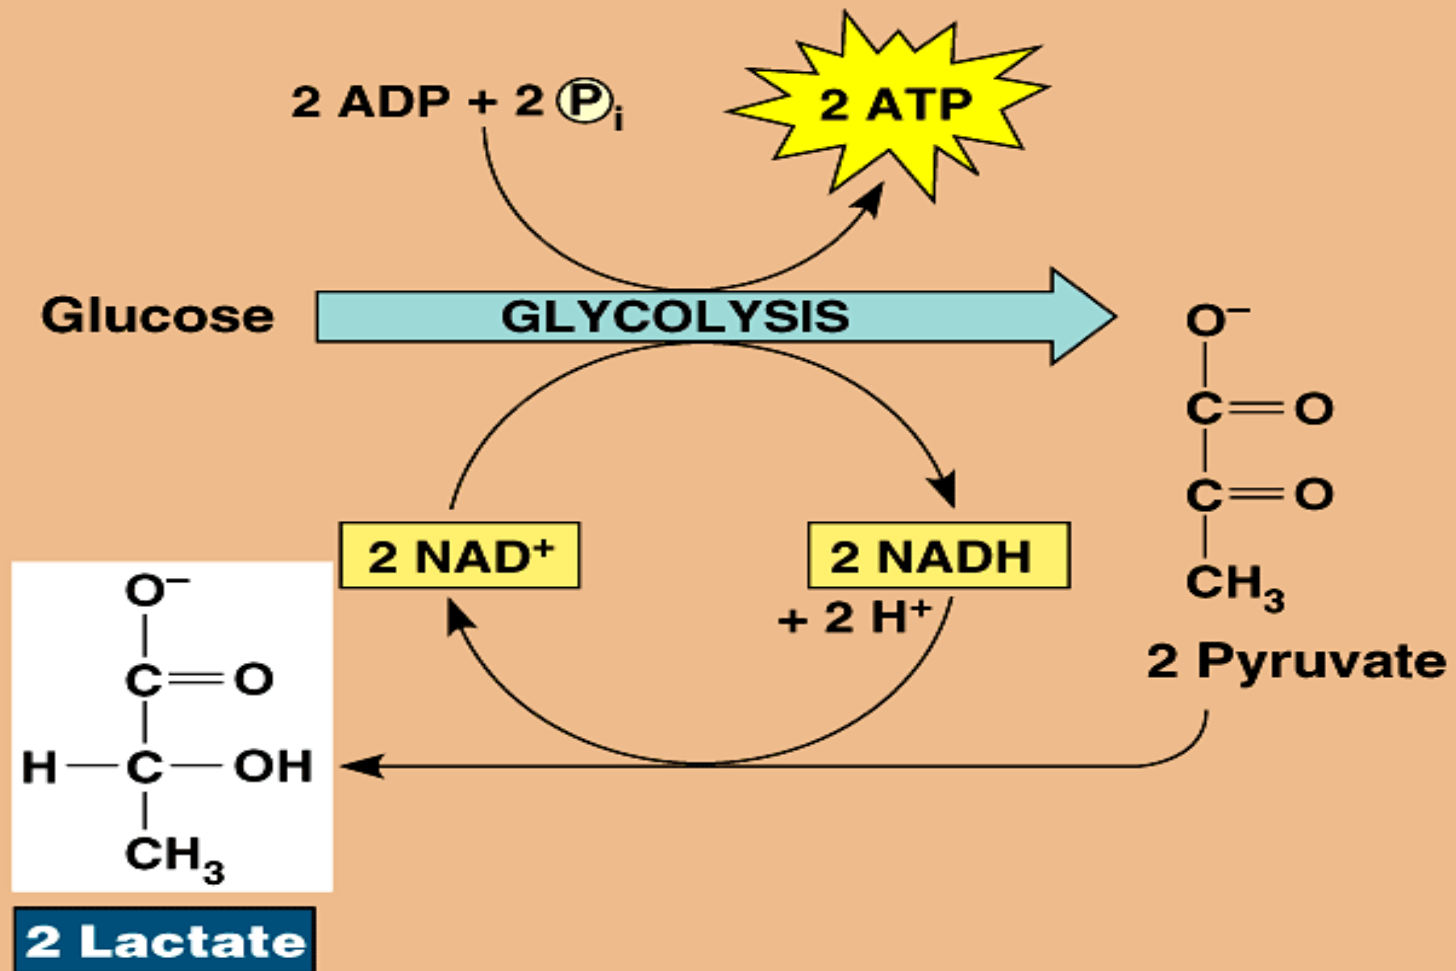 2 ADP + 2 Pi
2 ATP
Glucose
GLYCOLYSIS
2 NAD+
2 NADH
+ 2 H+
O−
C=O
C=O
CH3
2 Pyruvate
O−
C=O
H—C—OH
CH3
2 Lactate